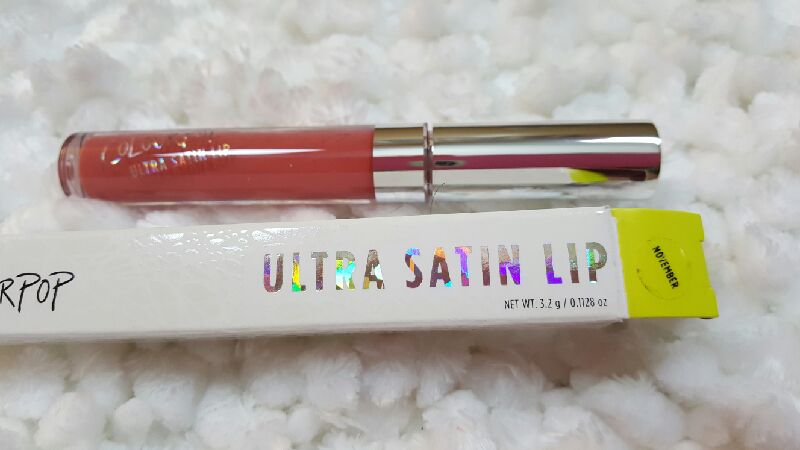 ULTRA SATIN LIP
RPOP
ULTRA SATIN LIP
NET WT. 3.2 g / 0.1128 oz
NOVEMBER